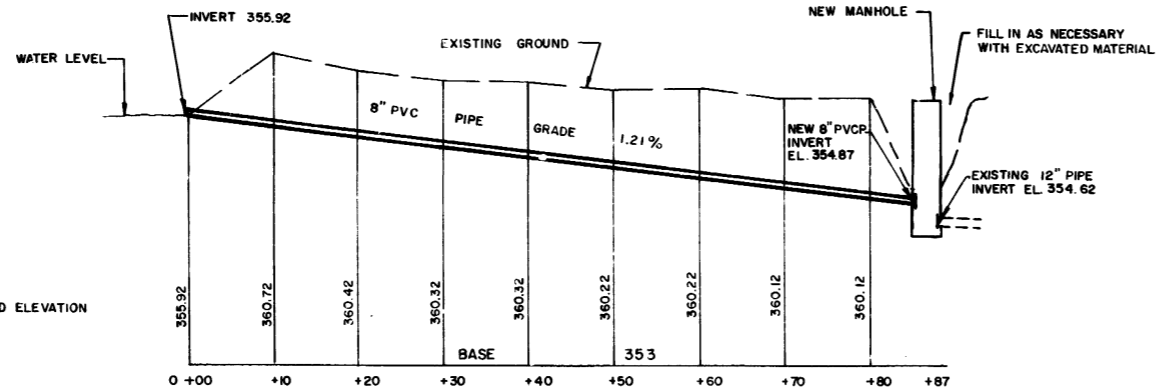 INVERT 355.92
NEW MANHOLE
FILL IN AS NECESSARY
WITH EXCAVATED MATERIAL
WATER LEVEL
EXISTING GROUND
8" PVC PIPE GRADE 1.21%
NEW 8" PVCP
INVERT
EL. 354.87
EXISTING 12" PIPE
INVERT EL. 354.62
D ELEVATION
355.92
360.72
360.42
360.32
360.32
360.22
360.22
360.12
360.12
BASE 353
0+00 +10 +20 +30 +40 +50 +60 +70 +80 +87